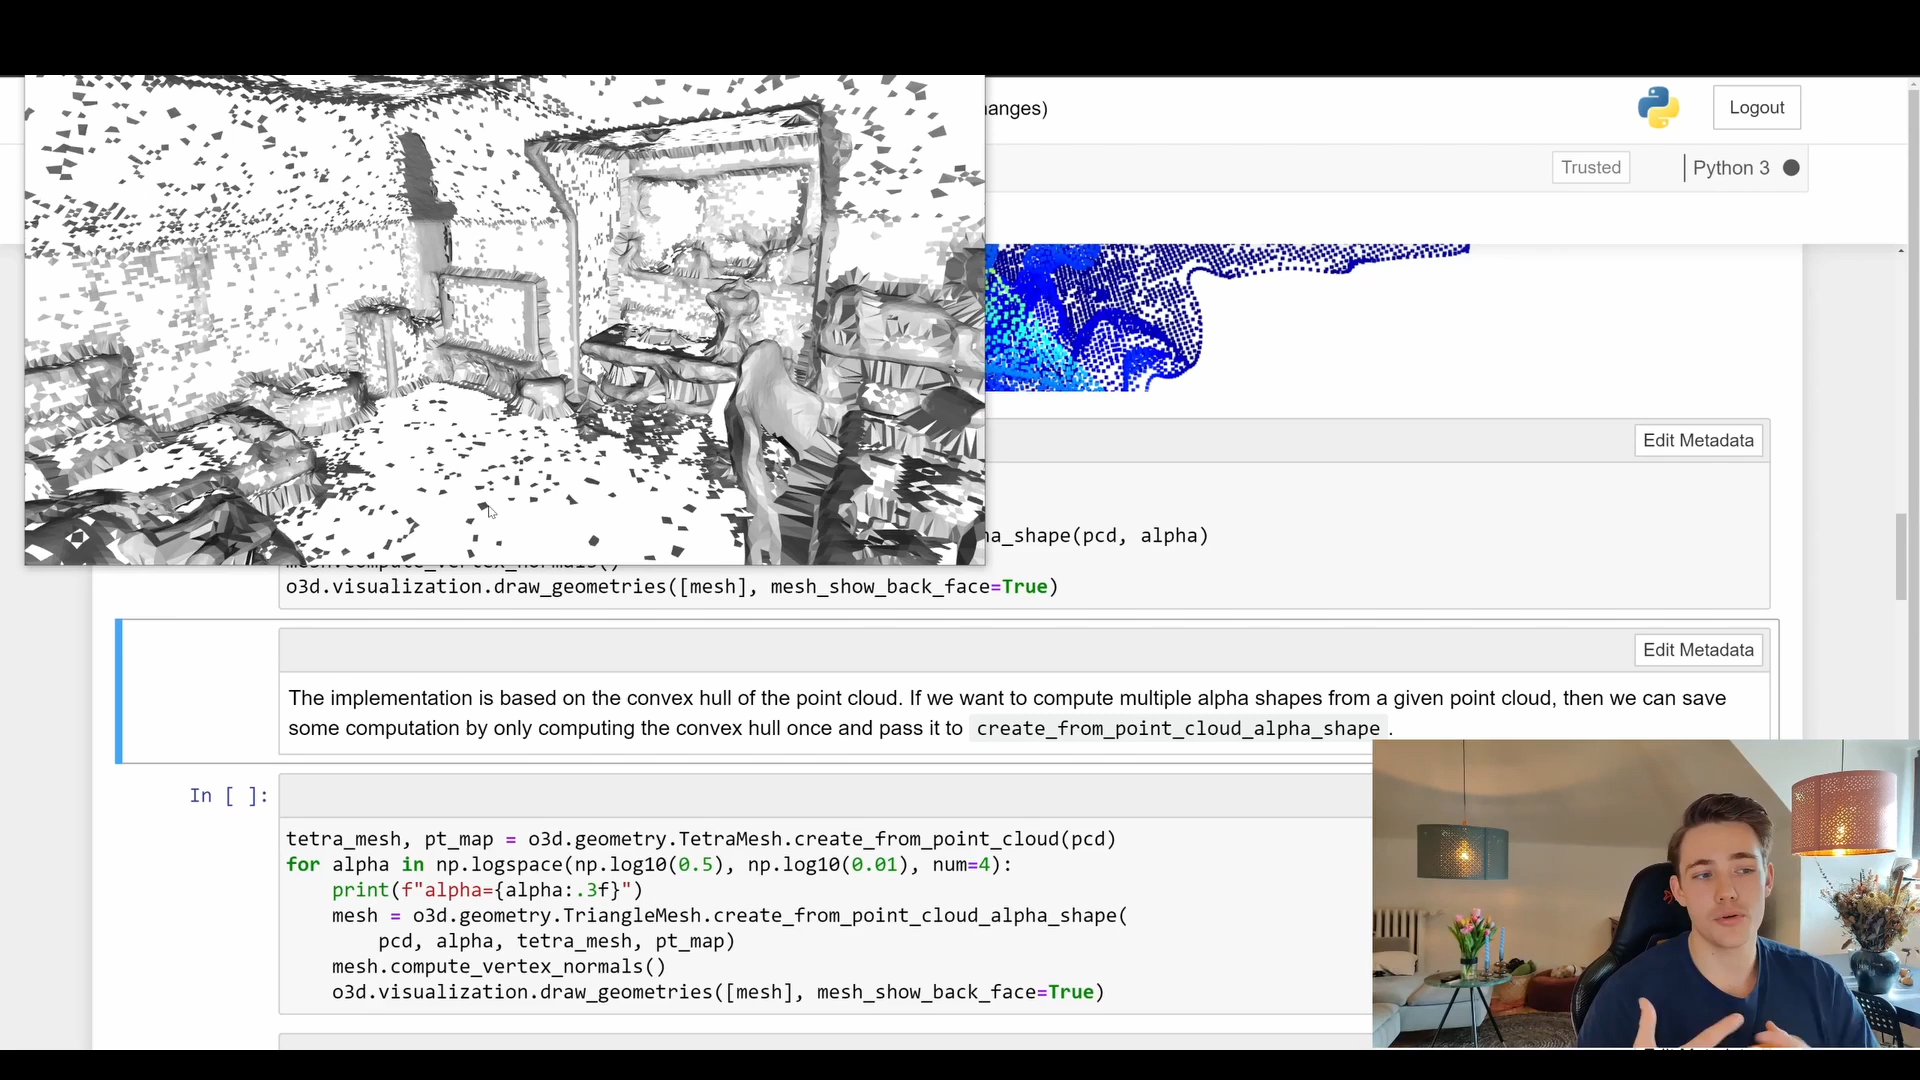 anges)
Logout
Trusted
Python 3
Edit Metadata
a_shape(pcd, alpha)
mesh.compute_vertex_normals()
o3d.visualization.draw_geometries([mesh], mesh_show_back_face=True)
Edit Metadata
The implementation is based on the convex hull of the point cloud. If we want to compute multiple alpha shapes from a given point cloud, then we can save
some computation by only computing the convex hull once and pass it to create_from_point_cloud_alpha_shape.
In [ ]:
tetra_mesh, pt_map = o3d.geometry.TetraMesh.create_from_point_cloud(pcd)
for alpha in np.logspace(np.log10(0.5), np.log10(0.01), num=4):
    print(f"alpha={alpha:.3f}")
    mesh = o3d.geometry.TriangleMesh.create_from_point_cloud_alpha_shape(
        pcd, alpha, tetra_mesh, pt_map)
    mesh.compute_vertex_normals()
    o3d.visualization.draw_geometries([mesh], mesh_show_back_face=True)